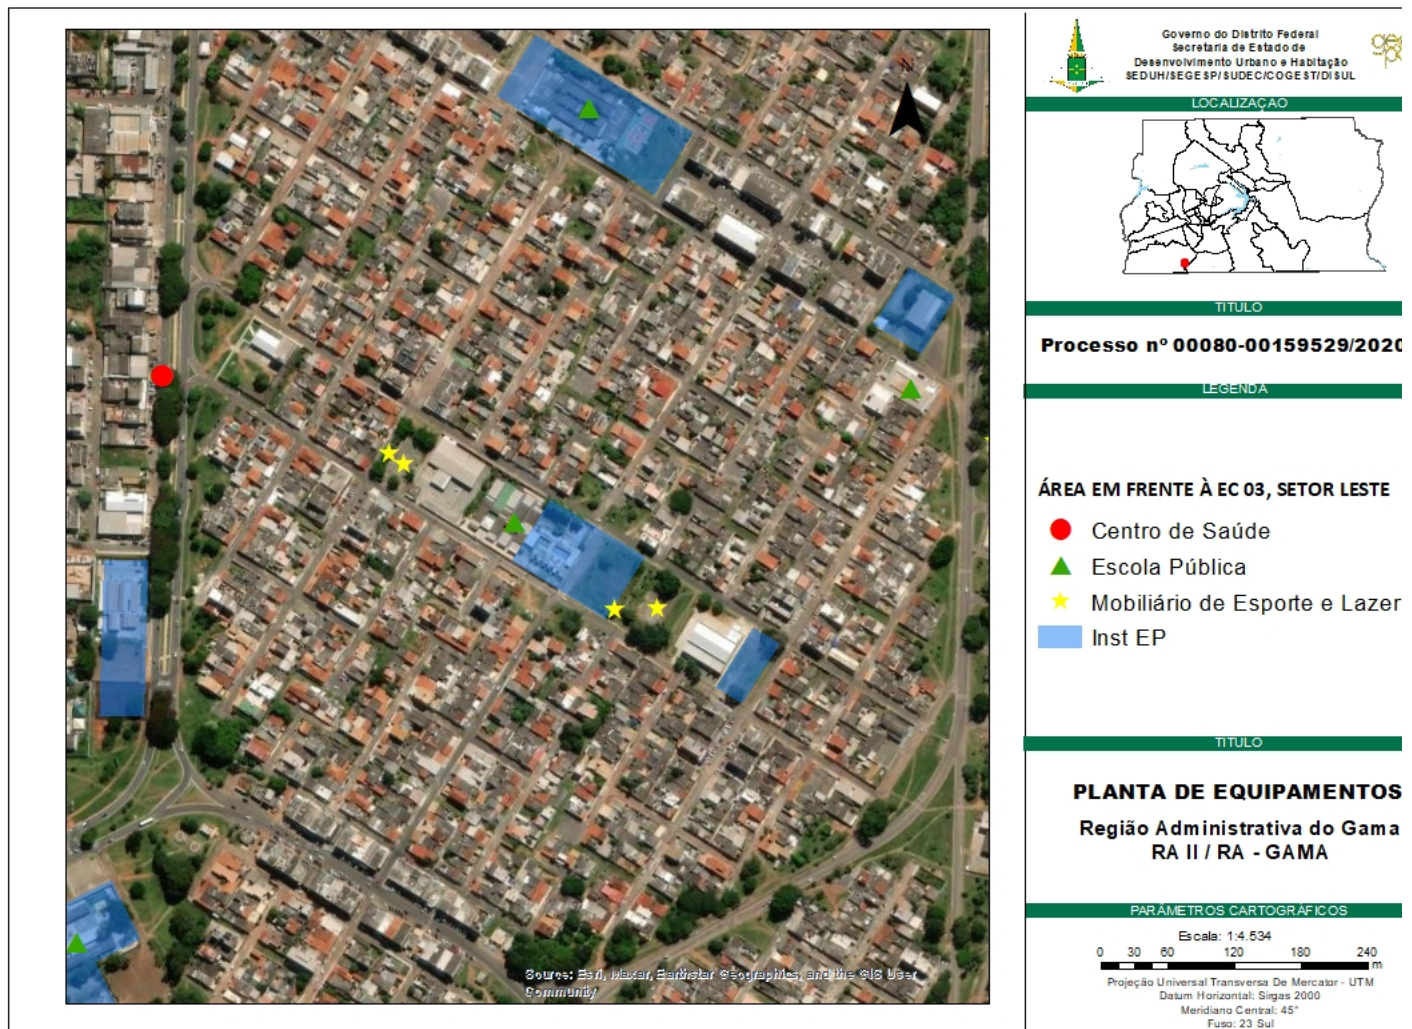 Governo do Distrito Federal
Secretaria de Estado de
Desenvolvimento Urbano e Habitação
SEDUH/SEGESP/SUDEC/COGEST/DISUL
LOCALIZAÇAO
TITULO
Processo nº 00080-00159529/2020
LEGENDA
ÁREA EM FRENTE À EC 03, SETOR LESTE
Centro de Saúde
Escola Pública
Mobiliário de Esporte e Lazer
Inst EP
TITULO
PLANTA DE EQUIPAMENTOS
Região Administrativa do Gama
RA II / RA - GAMA
PARÂMETROS CARTOGRÁFICOS
Escala: 1:4.534
0 30 60 120 180 240
m
Projeção Universal Transversa De Mercator - UTM
Datum Horizontal: Sirgas 2000
Meridiano Central: 45°
Fuso: 23 Sul
N
Source: Esri, Maxar, Earthstar Geographics, and the GIS User
Community